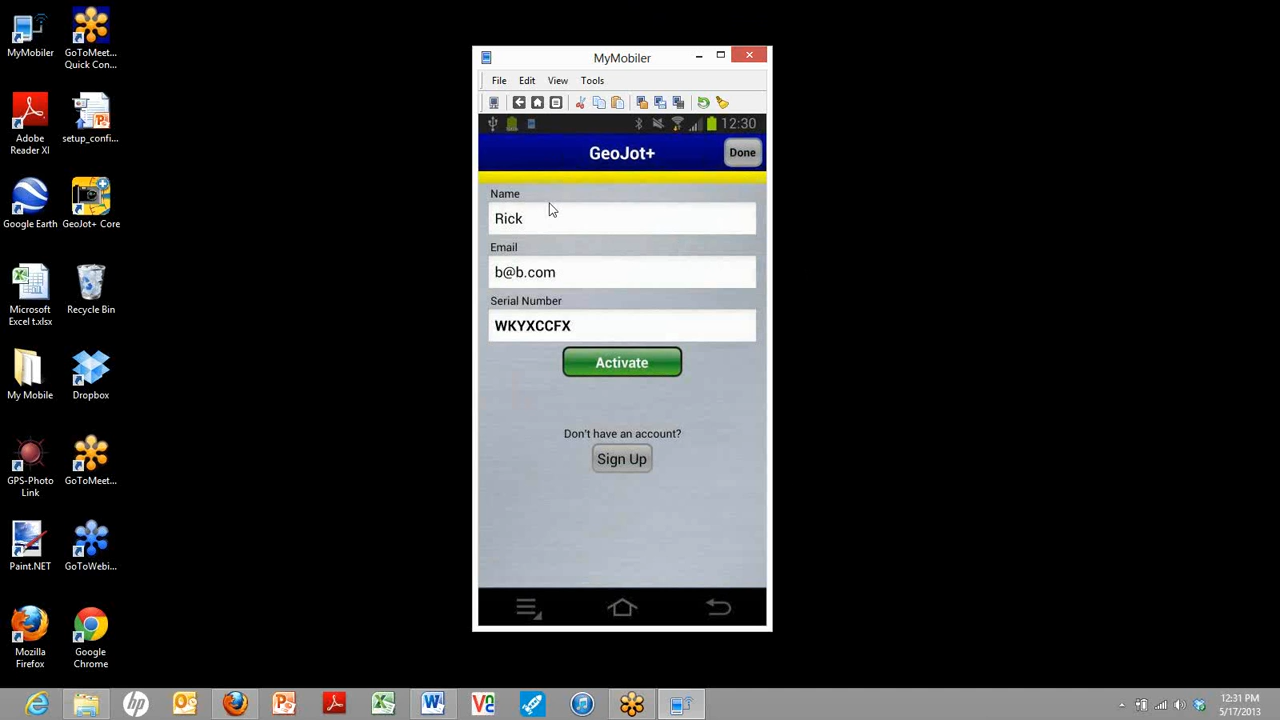 MyMobiler
GoToMeet...
Quick Con...
Adobe
Reader XI
setup_confi...
Google Earth
GeoJot+ Core
Microsoft
Excel t.xlsx
Recycle Bin
My Mobile
Dropbox
GPS-Photo
Link
GoToMeet...
Paint.NET
GoToWebi...
Mozilla
Firefox
Google
Chrome
MyMobiler
File Edit View Tools
12:30
GeoJot+
Done
Name
Rick
Email
b@b.com
Serial Number
WKYXCCFX
Activate
Don't have an account?
Sign Up
12:31 PM
5/17/2013